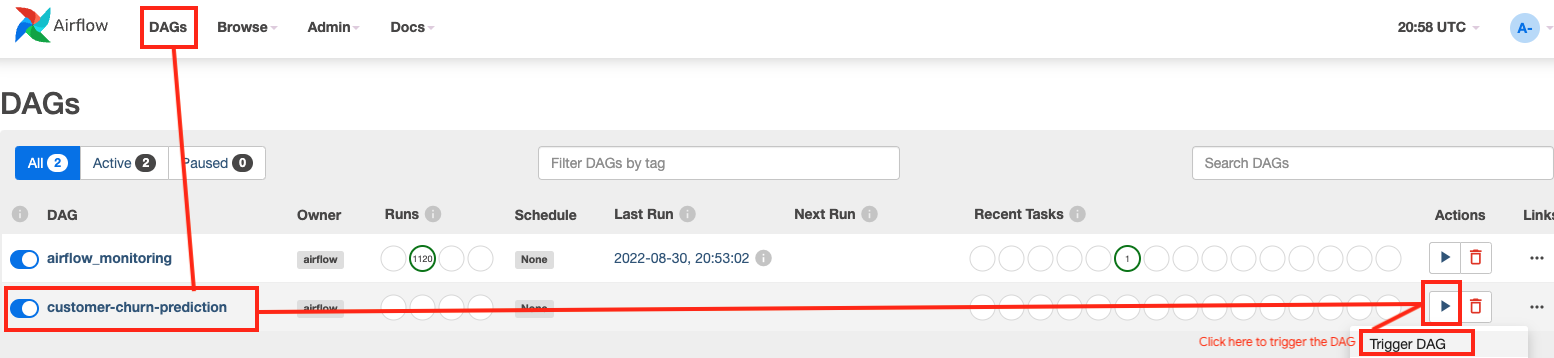 Airflow DAGs Browse Admin Docs 20:58 UTC A-
DAGs
All 2 Active 2 Paused 0 Filter DAGs by tag Search DAGs
i DAG Owner Runs i Schedule Last Run i Next Run i Recent Tasks i Actions Links
airflow_monitoring airflow 1120 None 2022-08-30, 20:53:02 i 1 ...
customer-churn-prediction airflow None ...
Click here to trigger the DAG Trigger DAG